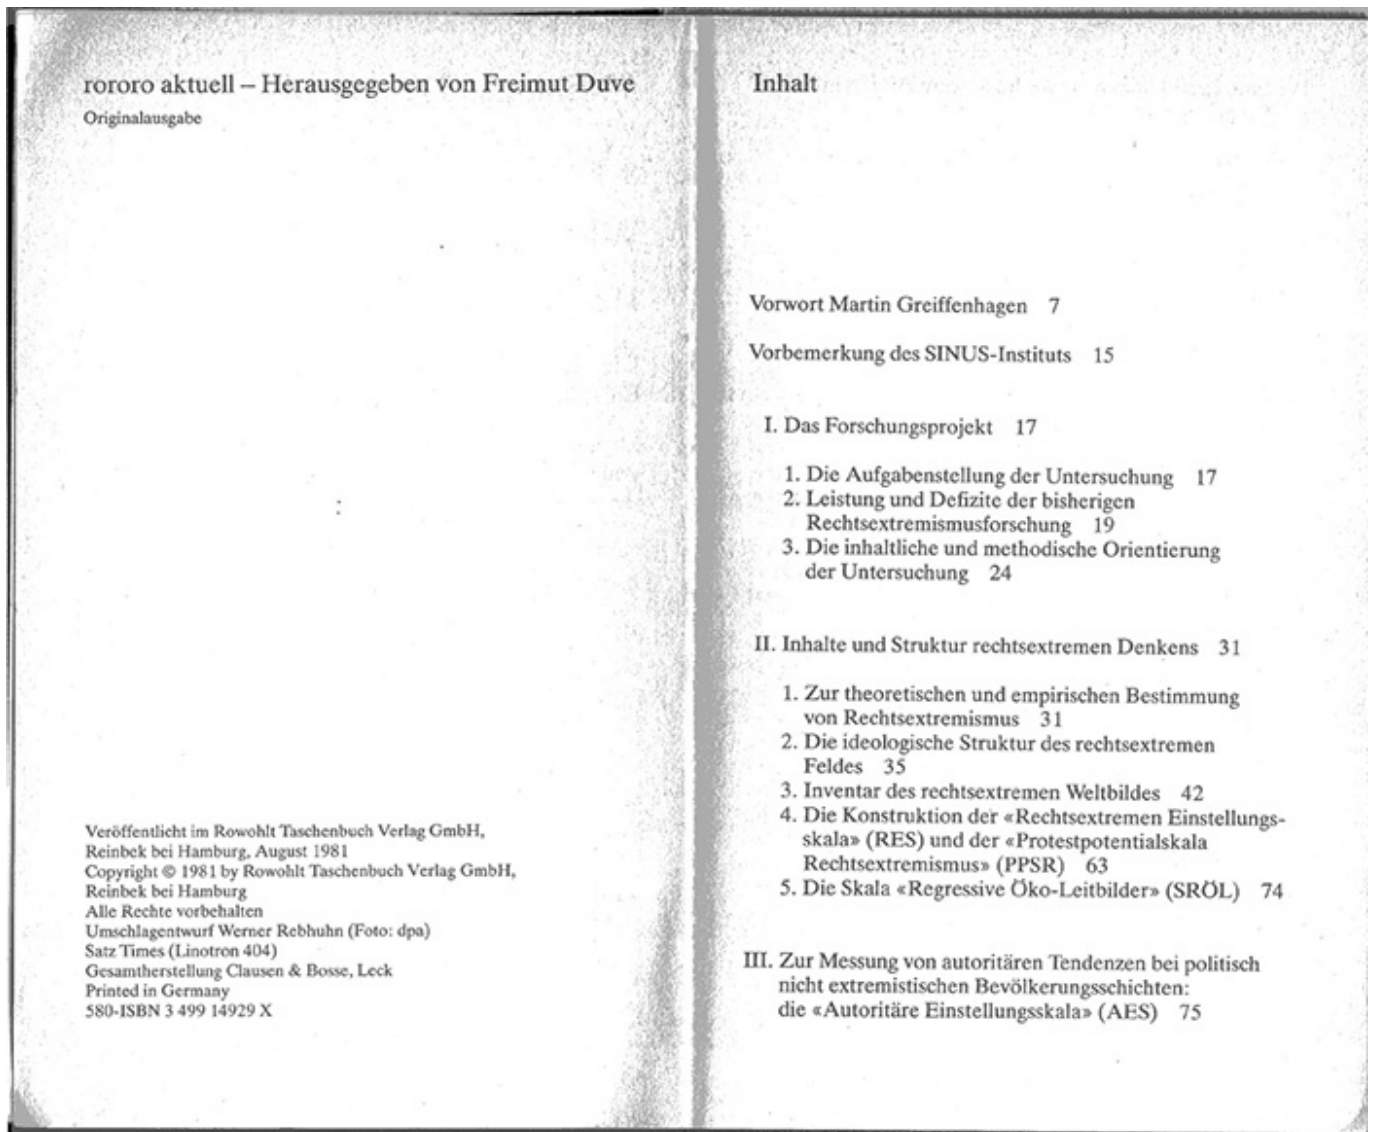 rororo aktuell – Herausgegeben von Freimut Duve
Originalausgabe
Veröffentlicht im Rowohlt Taschenbuch Verlag GmbH,
Reinbek bei Hamburg, August 1981
Copyright © 1981 by Rowohlt Taschenbuch Verlag GmbH,
Reinbek bei Hamburg
Alle Rechte vorbehalten
Umschlagentwurf Werner Rebhuhn (Foto: dpa)
Satz Times (Linotron 404)
Gesamtherstellung Clausen & Bosse, Leck
Printed in Germany
580-ISBN 3 499 14929 X
Inhalt
Vorwort Martin Greiffenhagen 7
Vorbemerkung des SINUS-Instituts 15
I. Das Forschungsprojekt 17
1. Die Aufgabenstellung der Untersuchung 17
2. Leistung und Defizite der bisherigen
Rechtsextremismusforschung 19
3. Die inhaltliche und methodische Orientierung
der Untersuchung 24
II. Inhalte und Struktur rechtsextremen Denkens 31
1. Zur theoretischen und empirischen Bestimmung
von Rechtsextremismus 31
2. Die ideologische Struktur des rechtsextremen
Feldes 35
3. Inventar des rechtsextremen Weltbildes 42
4. Die Konstruktion der «Rechtsextremen Einstellungs-
skala» (RES) und der «Protestpotentialskala
Rechtsextremismus» (PPSR) 63
5. Die Skala «Regressive Öko-Leitbilder» (SRÖL) 74
III. Zur Messung von autoritären Tendenzen bei politisch
nicht extremistischen Bevölkerungsschichten:
die «Autoritäre Einstellungsskala» (AES) 75